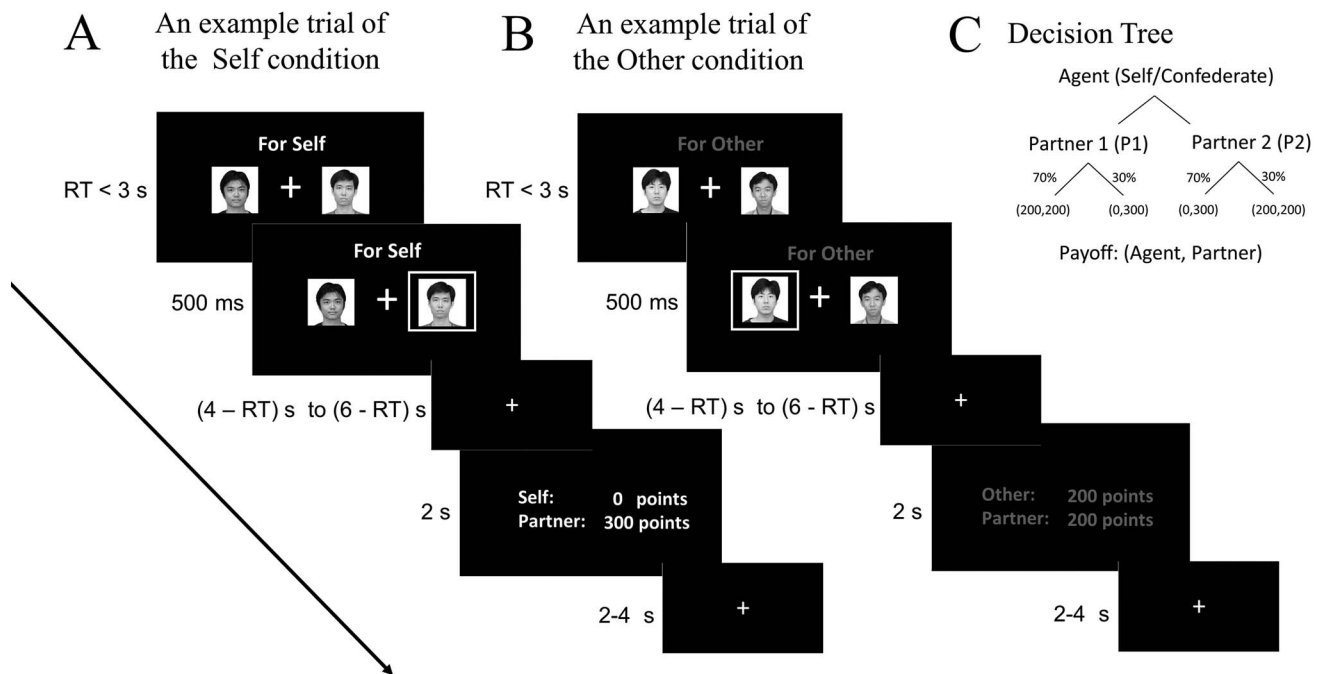 A
An example trial of
the Self condition
For Self
RT < 3 s
For Self
500 ms
(4 – RT) s to (6 - RT) s
Self: 0 points
Partner: 300 points
2 s
2-4 s
B
An example trial of
the Other condition
For Other
RT < 3 s
For Other
500 ms
(4 – RT) s to (6 - RT) s
Other: 200 points
Partner: 200 points
2 s
2-4 s
C
Decision Tree
Agent (Self/Confederate)
Partner 1 (P1) Partner 2 (P2)
70% 30% 70% 30%
(200,200) (0,300) (0,300) (200,200)
Payoff: (Agent, Partner)